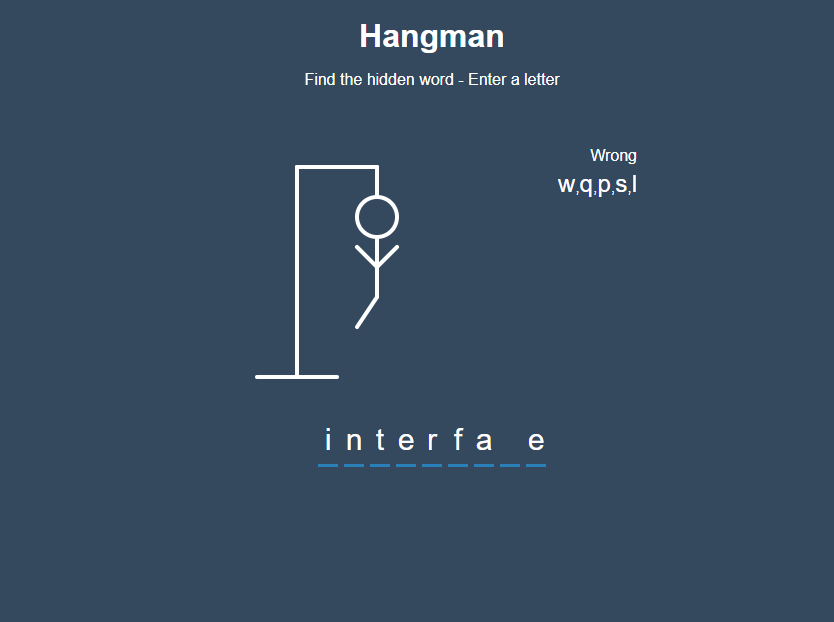 Hangman
Find the hidden word - Enter a letter
Wrong
w,q,p,s,l
i n t e r f a   e